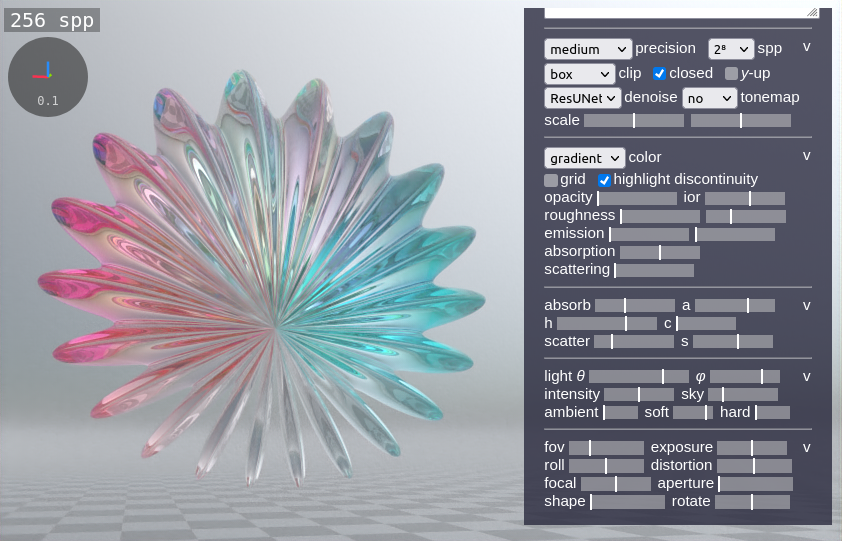 256 spp
0.1
medium precision 2⁸ spp v
box clip closed y-up
ResUNet denoise no tonemap
scale
gradient color v
grid highlight discontinuity
opacity ior
roughness
emission
absorption
scattering
absorb a v
h c
scatter s
light θ φ v
intensity sky
ambient soft hard
fov exposure v
roll distortion
focal aperture
shape rotate